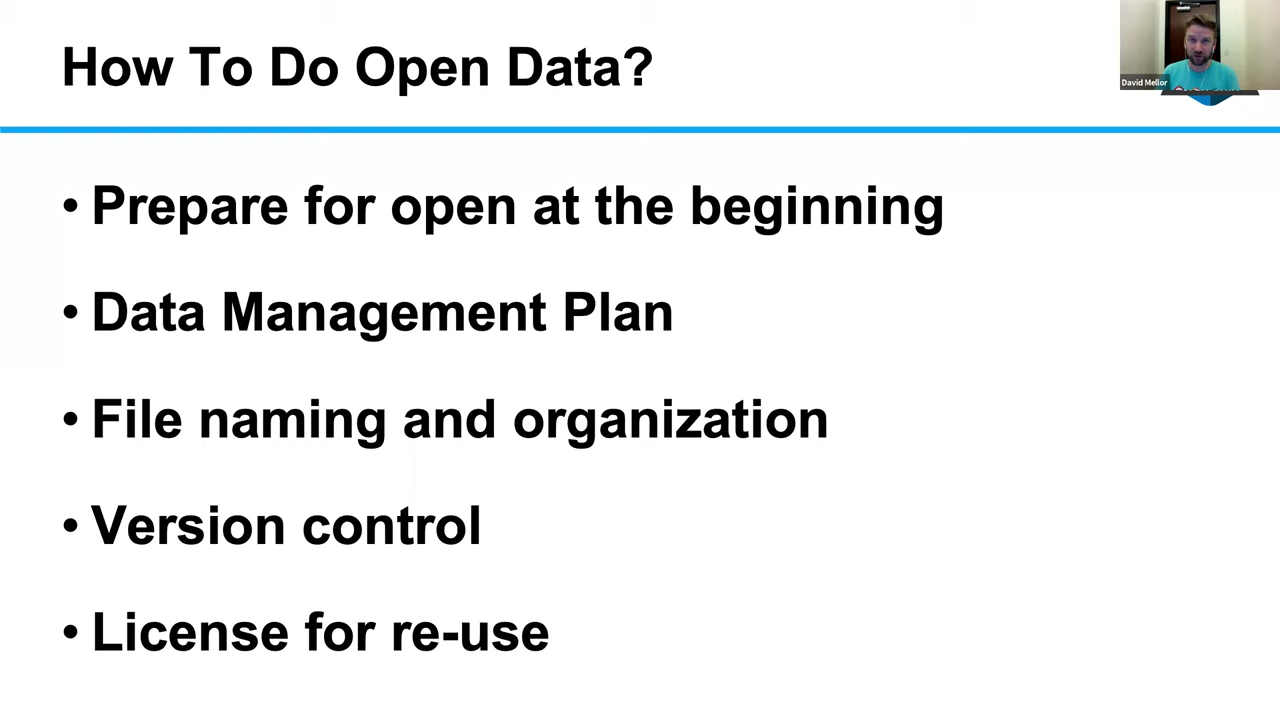 How To Do Open Data?
David Mellor
• Prepare for open at the beginning
• Data Management Plan
• File naming and organization
• Version control
• License for re-use